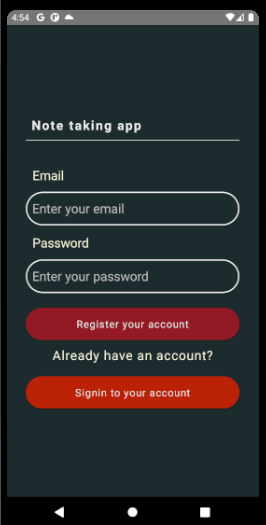 4:54
Note taking app
Email
Enter your email
Password
Enter your password
Register your account
Already have an account?
Signin to your account